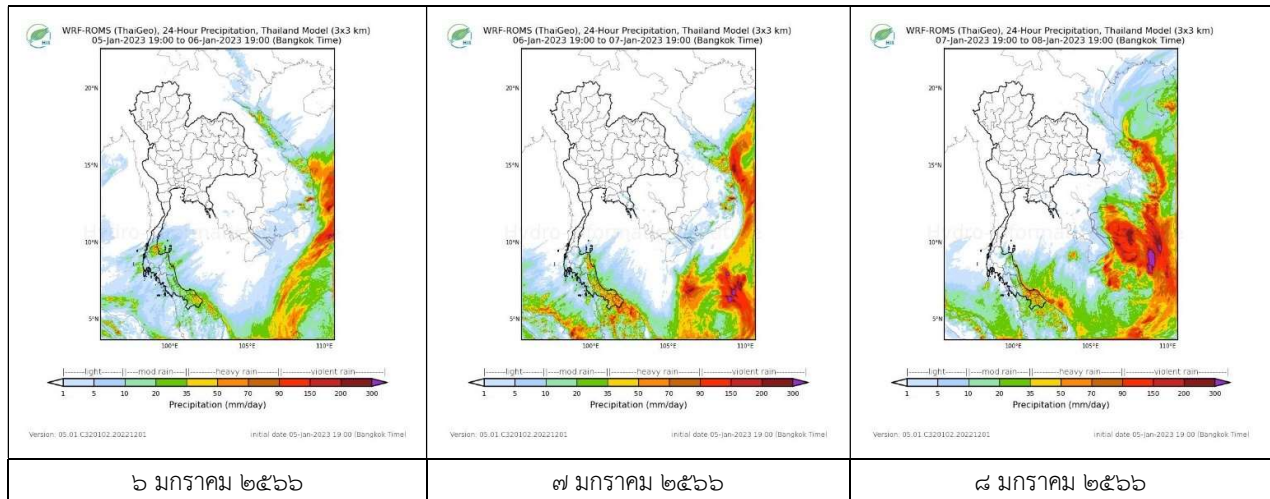 WRF-ROMS (ThaiGeo), 24-Hour Precipitation, Thailand Model (3x3 km)
05-Jan-2023 19:00 to 06-Jan-2023 19:00 (Bangkok Time)
20°N
15°N
10°N
5°N
100°E 105°E 110°E
|--------light--------||----mod rain-----||---------heavy rain---------||----------violent rain---------
1 5 10 20 35 50 70 90 150 200 300
Precipitation (mm/day)
Version: 05.01.C320102.20221201 initial date 05-Jan-2023 19:00 (Bangkok Time)
๖ มกราคม ๒๕๖๖
WRF-ROMS (ThaiGeo), 24-Hour Precipitation, Thailand Model (3x3 km)
06-Jan-2023 19:00 to 07-Jan-2023 19:00 (Bangkok Time)
20°N
15°N
10°N
5°N
100°E 105°E 110°E
|--------light--------||----mod rain-----||---------heavy rain---------||----------violent rain---------
1 5 10 20 35 50 70 90 150 200 300
Precipitation (mm/day)
Version: 05.01.C320102.20221201 initial date 05-Jan-2023 19:00 (Bangkok Time)
๗ มกราคม ๒๕๖๖
WRF-ROMS (ThaiGeo), 24-Hour Precipitation, Thailand Model (3x3 km)
07-Jan-2023 19:00 to 08-Jan-2023 19:00 (Bangkok Time)
20°N
15°N
10°N
5°N
100°E 105°E 110°E
|--------light--------||----mod rain-----||---------heavy rain---------||----------violent rain---------
1 5 10 20 35 50 70 90 150 200 300
Precipitation (mm/day)
Version: 05.01.C320102.20221201 initial date 05-Jan-2023 19:00 (Bangkok Time)
๘ มกราคม ๒๕๖๖